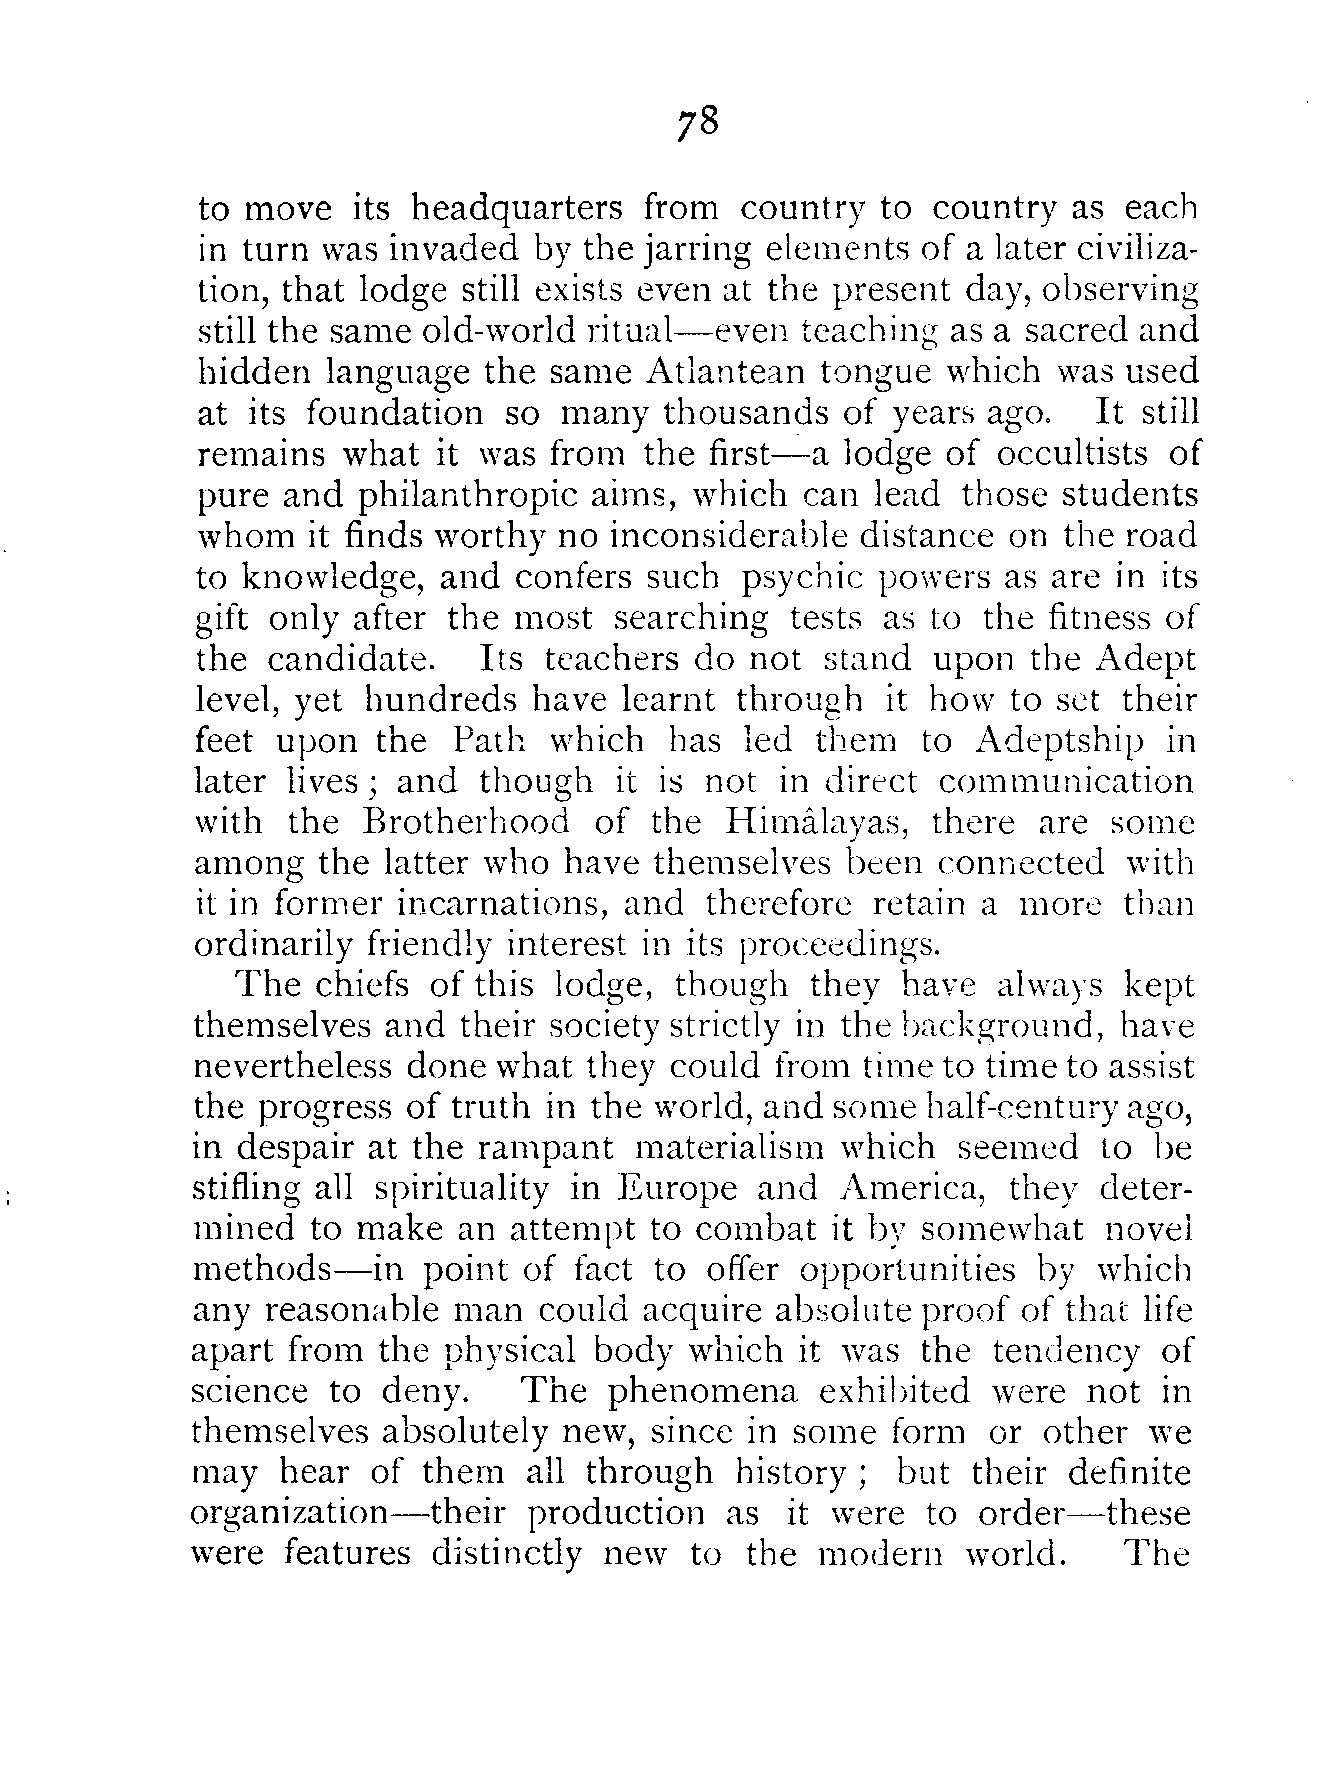 78
to move its headquarters from country to country as each
in turn was invaded by the jarring elements of a later civiliza-
tion, that lodge still exists even at the present day, observing
still the same old-world ritual—even teaching as a sacred and
hidden language the same Atlantean tongue which was used
at its foundation so many thousands of years ago. It still
remains what it was from the first—a lodge of occultists of
pure and philanthropic aims, which can lead those students
whom it finds worthy no inconsiderable distance on the road
to knowledge, and confers such psychic powers as are in its
gift only after the most searching tests as to the fitness of
the candidate. Its teachers do not stand upon the Adept
level, yet hundreds have learnt through it how to set their
feet upon the Path which has led them to Adeptship in
later lives ; and though it is not in direct communication
with the Brotherhood of the Himâlayas, there are some
among the latter who have themselves been connected with
it in former incarnations, and therefore retain a more than
ordinarily friendly interest in its proceedings.
The chiefs of this lodge, though they have always kept
themselves and their society strictly in the background, have
nevertheless done what they could from time to time to assist
the progress of truth in the world, and some half-century ago,
in despair at the rampant materialism which seemed to be
stifling all spirituality in Europe and America, they deter-
mined to make an attempt to combat it by somewhat novel
methods—in point of fact to offer opportunities by which
any reasonable man could acquire absolute proof of that life
apart from the physical body which it was the tendency of
science to deny. The phenomena exhibited were not in
themselves absolutely new, since in some form or other we
may hear of them all through history ; but their definite
organization—their production as it were to order—these
were features distinctly new to the modern world. The